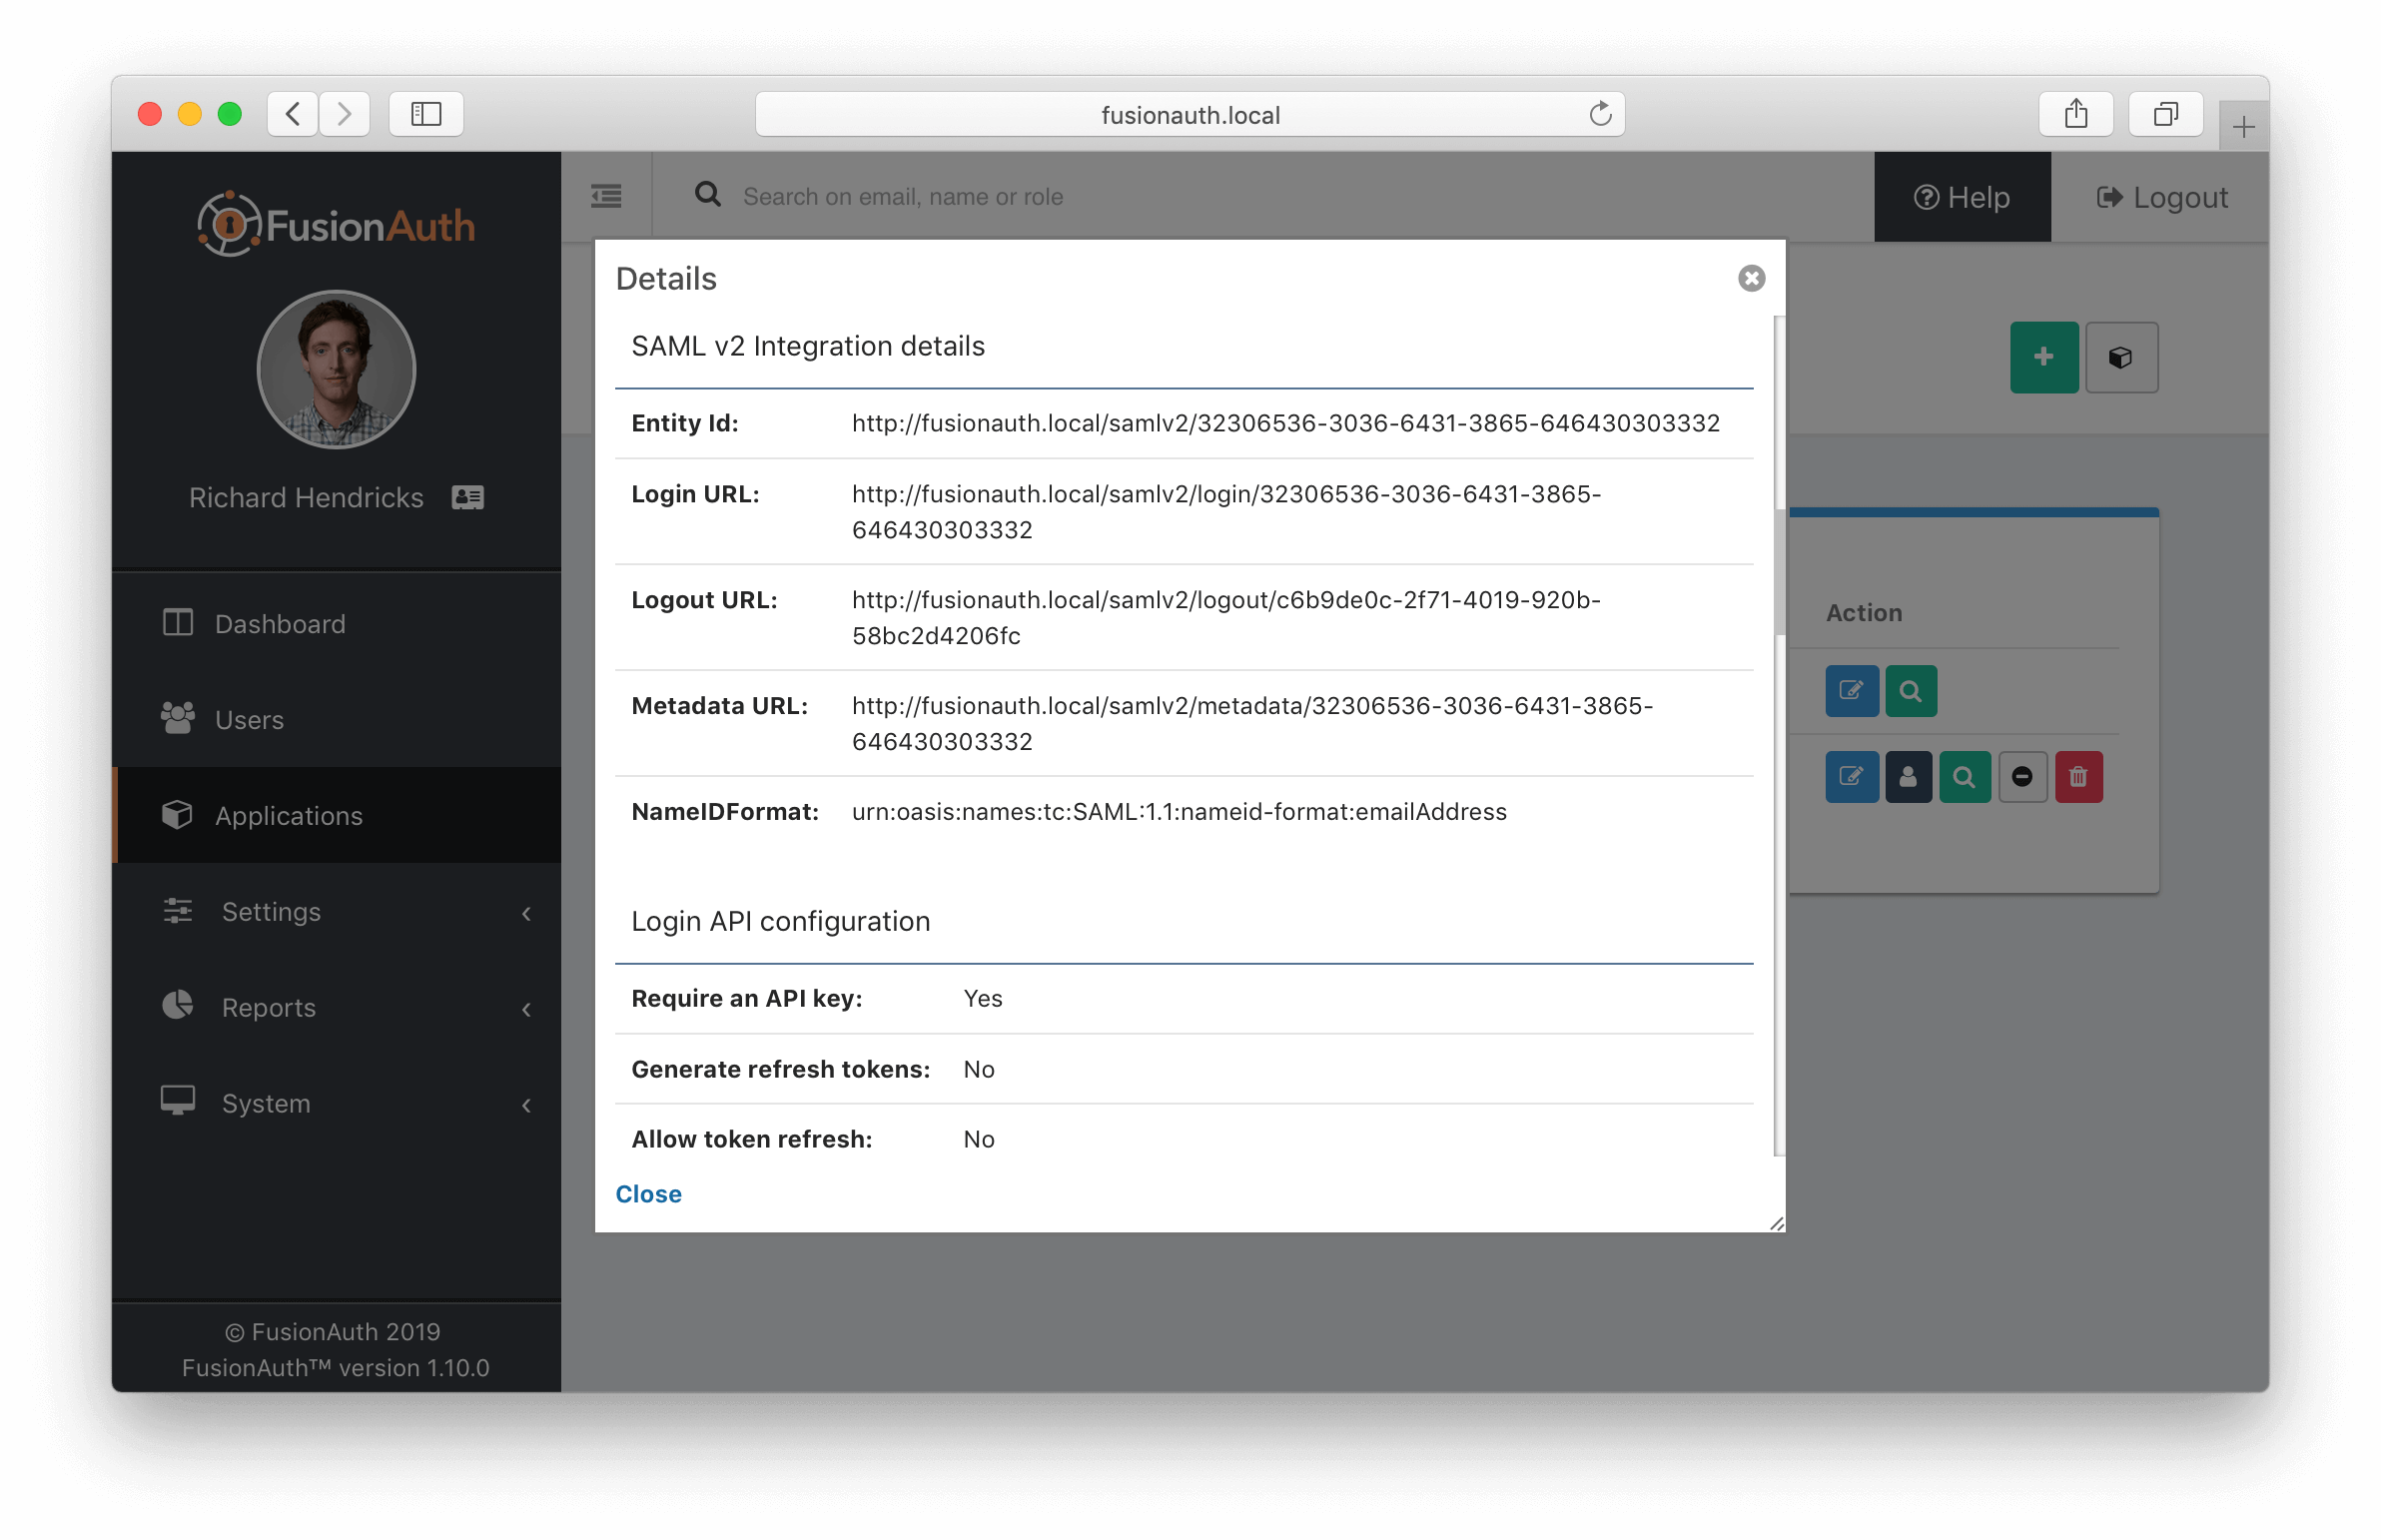 fusionauth.local
FusionAuth
Search on email, name or role
Help
Logout
Richard Hendricks
Dashboard
Users
Applications
Settings
Reports
System
© FusionAuth 2019
FusionAuth™ version 1.10.0
Details
SAML v2 Integration details
Entity Id: http://fusionauth.local/samlv2/32306536-3036-6431-3865-646430303332
Login URL: http://fusionauth.local/samlv2/login/32306536-3036-6431-3865-
646430303332
Logout URL: http://fusionauth.local/samlv2/logout/c6b9de0c-2f71-4019-920b-
58bc2d4206fc
Metadata URL: http://fusionauth.local/samlv2/metadata/32306536-3036-6431-3865-
646430303332
NameIDFormat: urn:oasis:names:tc:SAML:1.1:nameid-format:emailAddress
Login API configuration
Require an API key: Yes
Generate refresh tokens: No
Allow token refresh: No
Close
Action